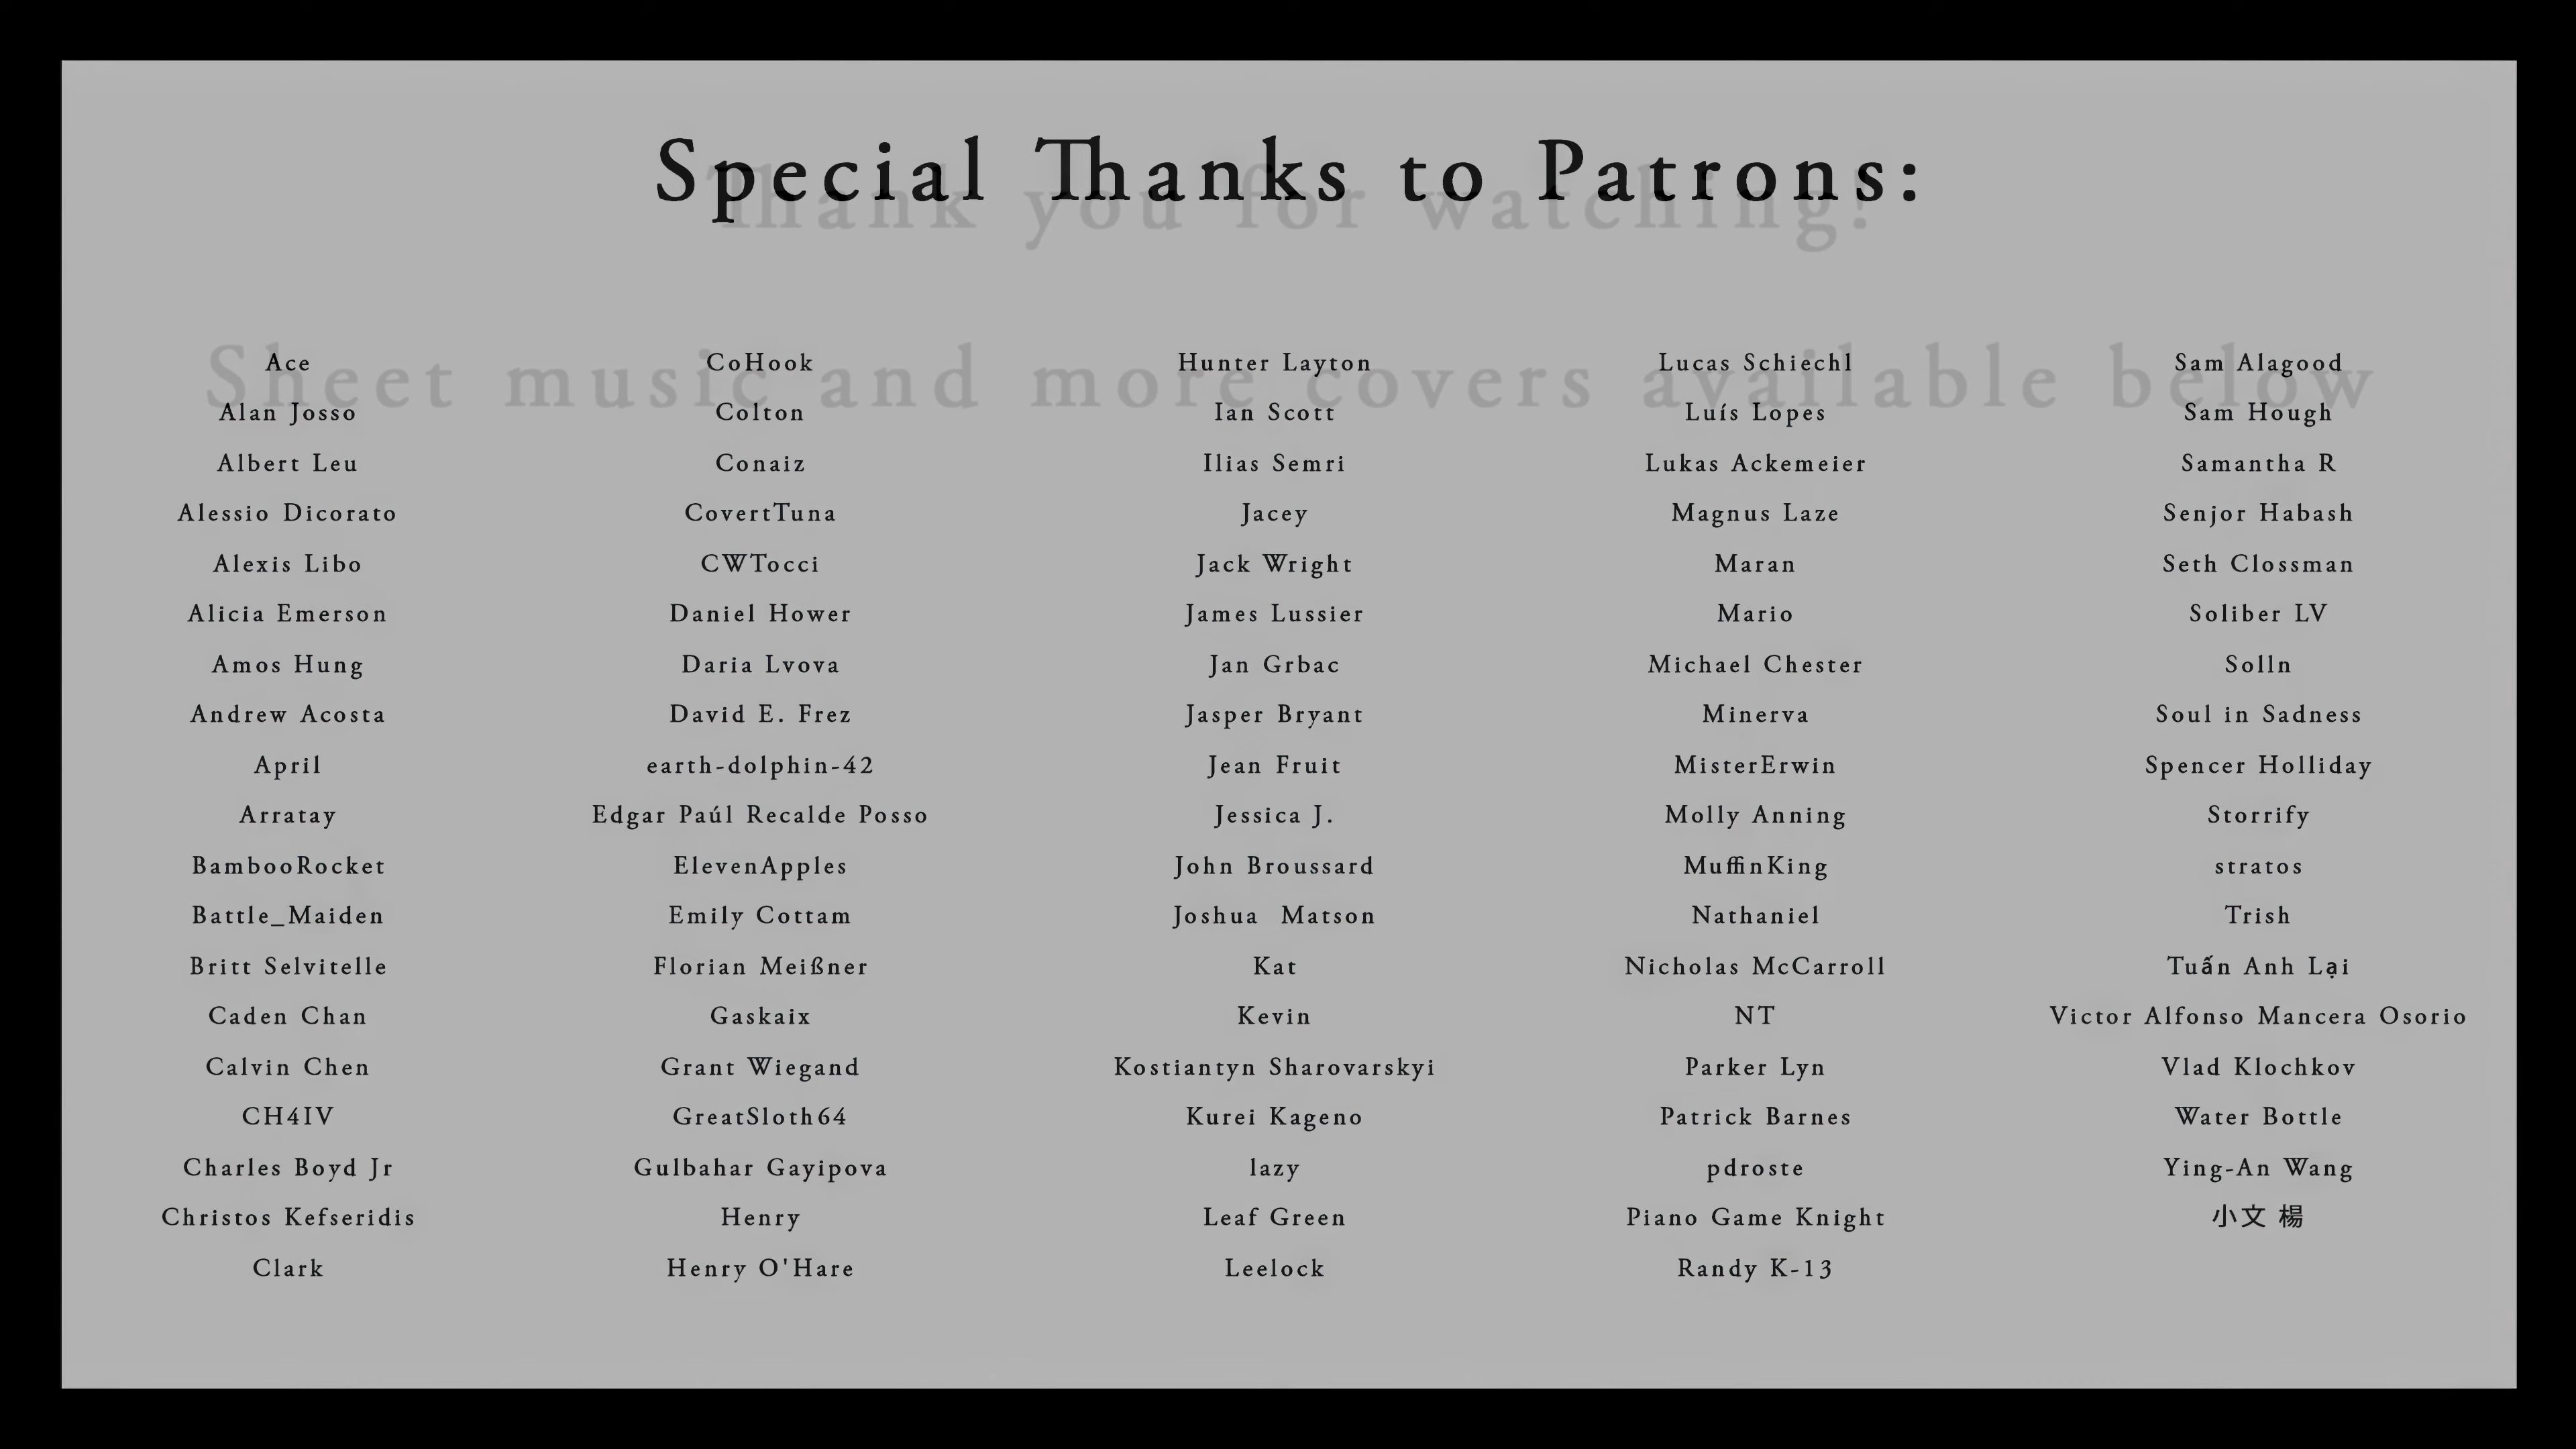 Special Thanks to Patrons:
Thank you for watching!
Sheet music and more covers available below
Ace
Alan Josso
Albert Leu
Alessio Dicorato
Alexis Libo
Alicia Emerson
Amos Hung
Andrew Acosta
April
Arratay
BambooRocket
Battle_Maiden
Britt Selvitelle
Caden Chan
Calvin Chen
CH4IV
Charles Boyd Jr
Christos Kefseridis
Clark
CoHook
Colton
Conaiz
CovertTuna
CWTocci
Daniel Hower
Daria Lvova
David E. Frez
earth-dolphin-42
Edgar Paúl Recalde Posso
ElevenApples
Emily Cottam
Florian Meißner
Gaskaix
Grant Wiegand
GreatSloth64
Gulbahar Gayipova
Henry
Henry O'Hare
Hunter Layton
Ian Scott
Ilias Semri
Jacey
Jack Wright
James Lussier
Jan Grbac
Jasper Bryant
Jean Fruit
Jessica J.
John Broussard
Joshua  Matson
Kat
Kevin
Kostiantyn Sharovarskyi
Kurei Kageno
lazy
Leaf Green
Leelock
Lucas Schiechl
Luís Lopes
Lukas Ackemeier
Magnus Laze
Maran
Mario
Michael Chester
Minerva
MisterErwin
Molly Anning
MuffinKing
Nathaniel
Nicholas McCarroll
NT
Parker Lyn
Patrick Barnes
pdroste
Piano Game Knight
Randy K-13
Sam Alagood
Sam Hough
Samantha R
Senjor Habash
Seth Clossman
Soliber LV
Solln
Soul in Sadness
Spencer Holliday
Storrify
stratos
Trish
Tuấn Anh Lại
Victor Alfonso Mancera Osorio
Vlad Klochkov
Water Bottle
Ying-An Wang
小文 楊